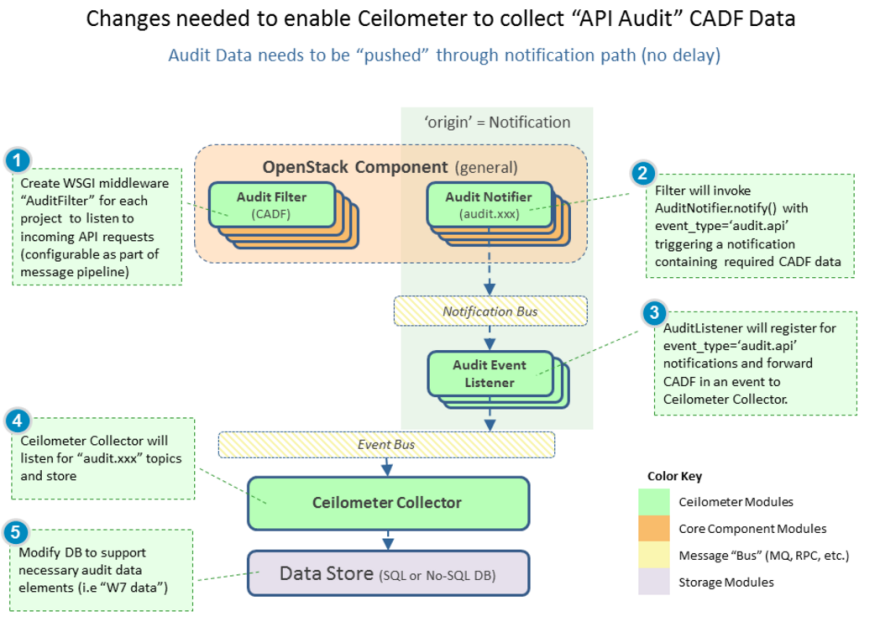 Changes needed to enable Ceilometer to collect “API Audit” CADF Data
Audit Data needs to be “pushed” through notification path (no delay)
‘origin’ = Notification
OpenStack Component (general)
Audit Filter
(CADF)
Audit Notifier
(audit.xxx)
1
Create WSGI middleware
“AuditFilter” for each
project to listen to
incoming API requests
(configurable as part of
message pipeline)
2
Filter will invoke
AuditNotifier.notify() with
event_type=‘audit.api’
triggering a notification
containing required CADF data
Notification Bus
3
AuditListener will register for
event_type=‘audit.api’
notifications and forward
CADF in an event to
Ceilometer Collector.
Audit Event
Listener
4
Ceilometer Collector will
listen for “audit.xxx” topics
and store
Event Bus
Ceilometer Collector
5
Modify DB to support
necessary audit data
elements (i.e “W7 data”)
Data Store (SQL or No-SQL DB)
Color Key
Ceilometer Modules
Core Component Modules
Message “Bus” (MQ, RPC, etc.)
Storage Modules